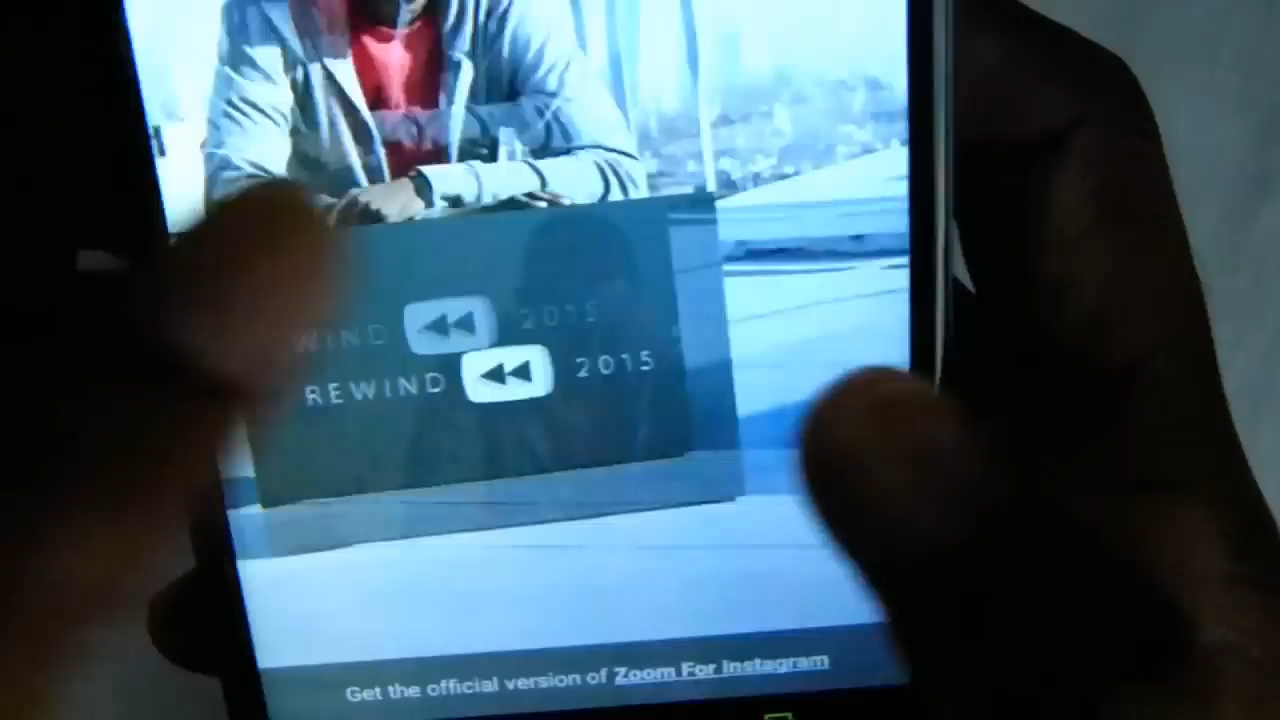 WIND 2015
REWIND 2015
Get the official version of Zoom For Instagram